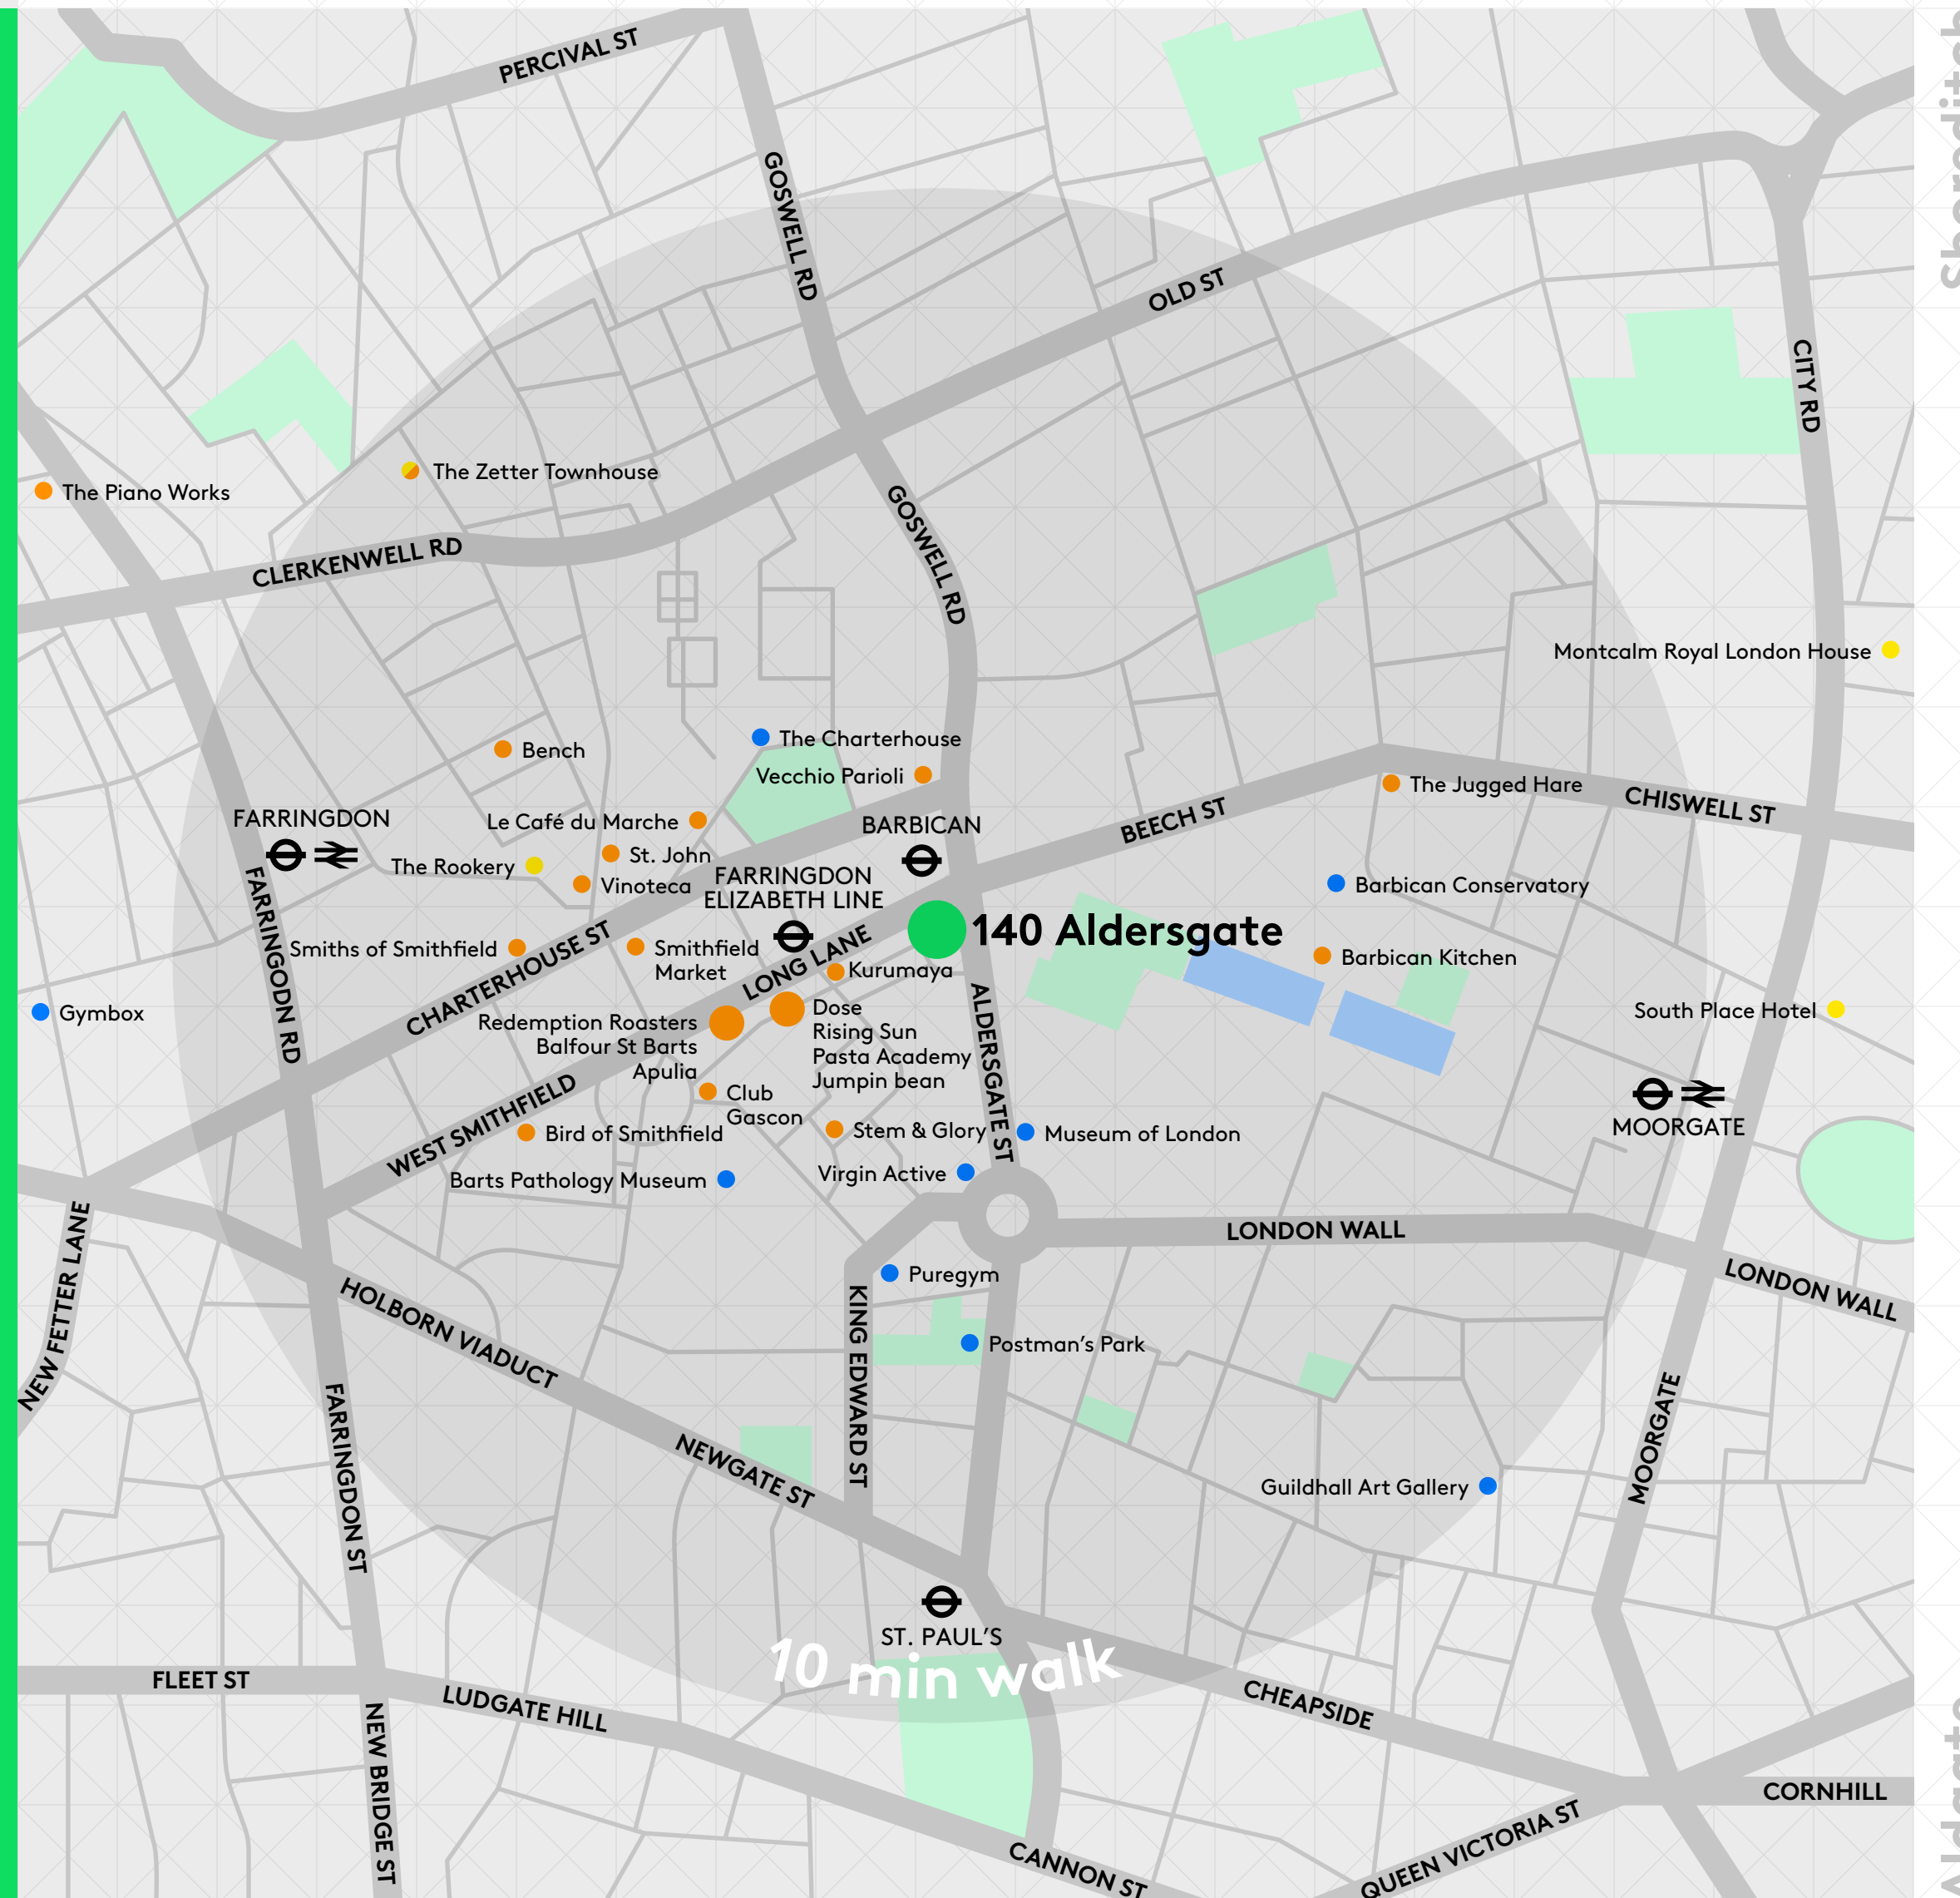 PERCIVAL ST
Shoreditch
GOSWELL RD
OLD ST
CITY RD
The Zetter Townhouse
The Piano Works
GOSWELL RD
CLERKENWELL RD
Montcalm Royal London House
The Charterhouse
Bench
Vecchio Parioli
The Jugged Hare
CHISWELL ST
FARRINGDON
Le Café du Marche
BARBICAN
BEECH ST
St. John
The Rookery
Vinoteca
FARRINGDON
ELIZABETH LINE
Barbican Conservatory
140 Aldersgate
FARRINGODN RD
CHARTERHOUSE ST
Smiths of Smithfield
Smithfield
Market
LONG LANE
Kurumaya
Barbican Kitchen
Gymbox
South Place Hotel
Redemption Roasters
Balfour St Barts
Apulia
Dose
Rising Sun
Pasta Academy
Jumpin bean
ALDERSGATE ST
Club
Gascon
WEST SMITHFIELD
Bird of Smithfield
Stem & Glory
Museum of London
MOORGATE
Barts Pathology Museum
Virgin Active
LONDON WALL
NEW FETTER LANE
Puregym
LONDON WALL
HOLBORN VIADUCT
KING EDWARD ST
Postman's Park
FARRINGDON ST
NEWGATE ST
MOORGATE
Guildhall Art Gallery
ST. PAUL'S
10 min walk
FLEET ST
LUDGATE HILL
CHEAPSIDE
NEW BRIDGE ST
CORNHILL
CANNON ST
QUEEN VICTORIA ST
Aldgate